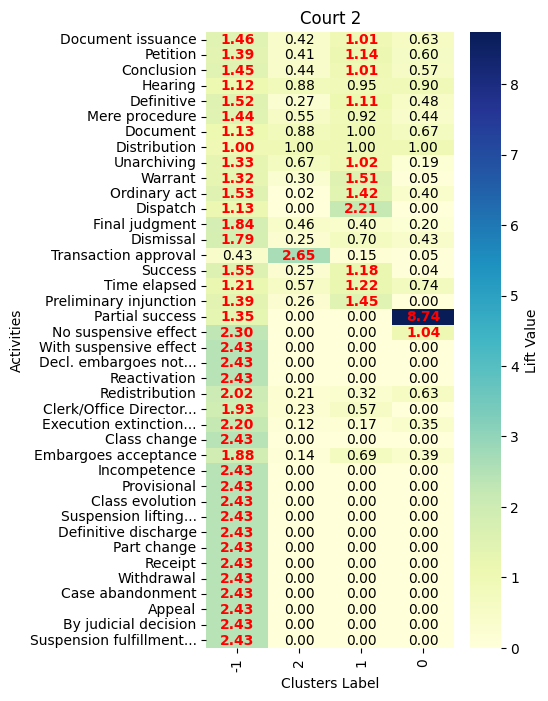 Court 2
Document issuance 1.46 0.42 1.01 0.63
Petition 1.39 0.41 1.14 0.60
Conclusion 1.45 0.44 1.01 0.57
Hearing 1.12 0.88 0.95 0.90
Definitive 1.52 0.27 1.11 0.48
Mere procedure 1.44 0.55 0.92 0.44
Document 1.13 0.88 1.00 0.67
Distribution 1.00 1.00 1.00 1.00
Unarchiving 1.33 0.67 1.02 0.19
Warrant 1.32 0.30 1.51 0.05
Ordinary act 1.53 0.02 1.42 0.40
Dispatch 1.13 0.00 2.21 0.00
Final judgment 1.84 0.46 0.40 0.20
Dismissal 1.79 0.25 0.70 0.43
Transaction approval 0.43 2.65 0.15 0.05
Success 1.55 0.25 1.18 0.04
Time elapsed 1.21 0.57 1.22 0.74
Preliminary injunction 1.39 0.26 1.45 0.00
Partial success 1.35 0.00 0.00 8.74
No suspensive effect 2.30 0.00 0.00 1.04
With suspensive effect 2.43 0.00 0.00 0.00
Decl. embargoes not... 2.43 0.00 0.00 0.00
Reactivation 2.43 0.00 0.00 0.00
Redistribution 2.02 0.21 0.32 0.63
Clerk/Office Director... 1.93 0.23 0.57 0.00
Execution extinction... 2.20 0.12 0.17 0.35
Class change 2.43 0.00 0.00 0.00
Embargoes acceptance 1.88 0.14 0.69 0.39
Incompetence 2.43 0.00 0.00 0.00
Provisional 2.43 0.00 0.00 0.00
Class evolution 2.43 0.00 0.00 0.00
Suspension lifting... 2.43 0.00 0.00 0.00
Definitive discharge 2.43 0.00 0.00 0.00
Part change 2.43 0.00 0.00 0.00
Receipt 2.43 0.00 0.00 0.00
Withdrawal 2.43 0.00 0.00 0.00
Case abandonment 2.43 0.00 0.00 0.00
Appeal 2.43 0.00 0.00 0.00
By judicial decision 2.43 0.00 0.00 0.00
Suspension fulfillment... 2.43 0.00 0.00 0.00
-1 2 1 0
Clusters Label
Activities
8
7
6
5
4
3
2
1
0
Lift Value